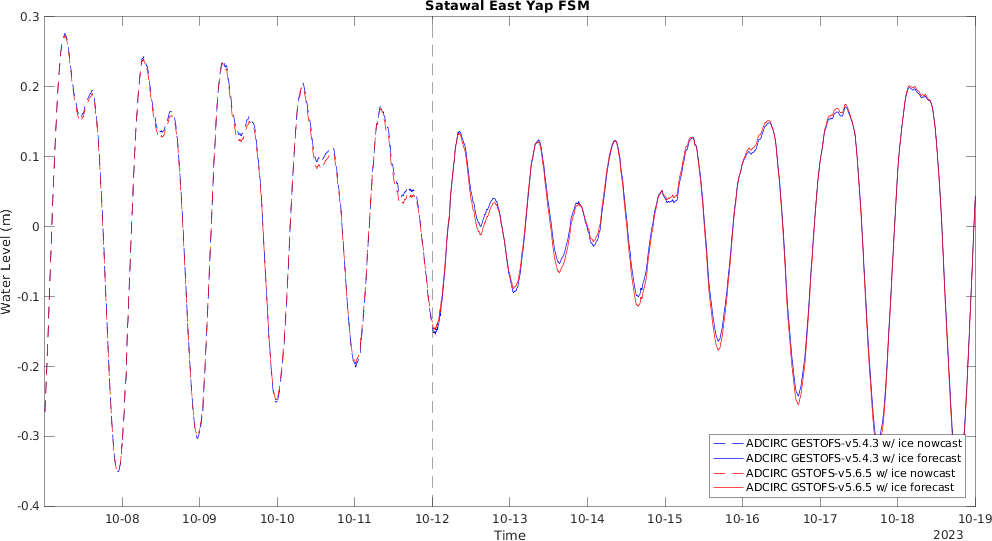 Satawal East Yap FSM
0.3
0.2
0.1
0
-0.1
-0.2
-0.3
-0.4
Water Level (m)
ADCIRC GESTOFS-v5.4.3 w/ ice nowcast
ADCIRC GESTOFS-v5.4.3 w/ ice forecast
ADCIRC GSTOFS-v5.6.5 w/ ice nowcast
ADCIRC GSTOFS-v5.6.5 w/ ice forecast
10-08 10-09 10-10 10-11 10-12 10-13 10-14 10-15 10-16 10-17 10-18 10-19
Time
2023